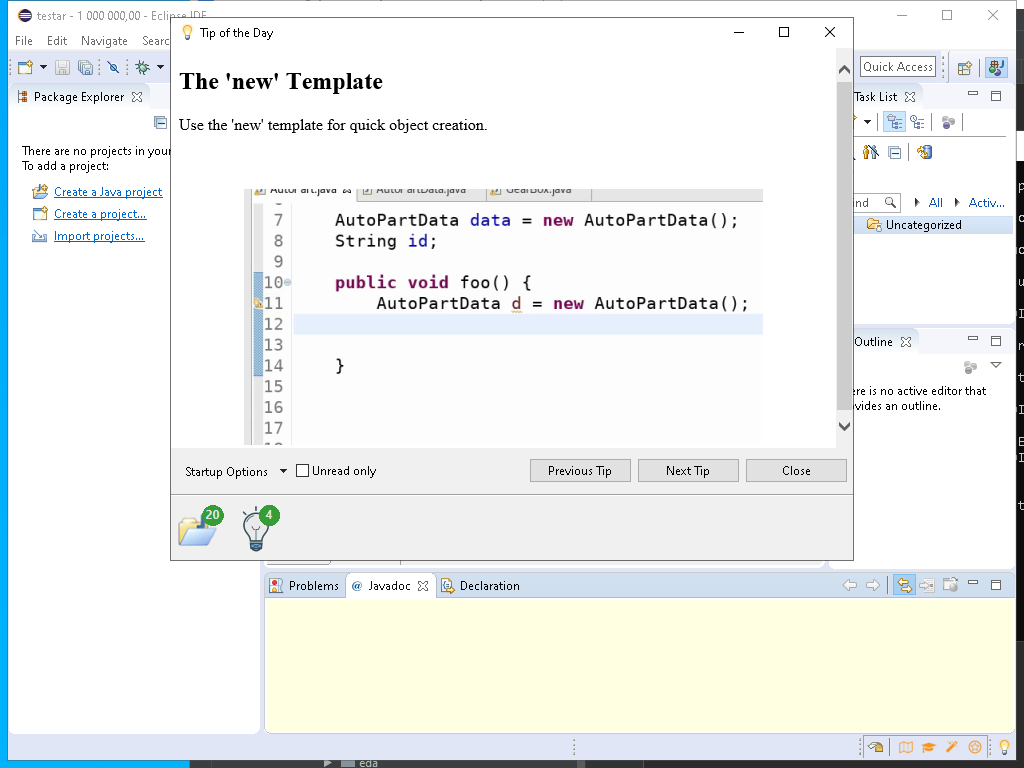 testar - 1 000 000,00 - Eclipse IDE
File Edit Navigate Searc
Tip of the Day
Quick Access
Package Explorer
There are no projects in your
To add a project:
Create a Java project
Create a project...
Import projects...
The 'new' Template
Use the 'new' template for quick object creation.
AutoPart.java AutoPartData.java GearBox.java
7 AutoPartData data = new AutoPartData();
8 String id;
9
10 public void foo() {
11 AutoPartData d = new AutoPartData();
12
13
14 }
15
16
17
18
Startup Options Unread only Previous Tip Next Tip Close
20 4
Task List
nd All Activ...
Uncategorized
Outline
ere is no active editor that
vides an outline.
Problems @ Javadoc Declaration
eda